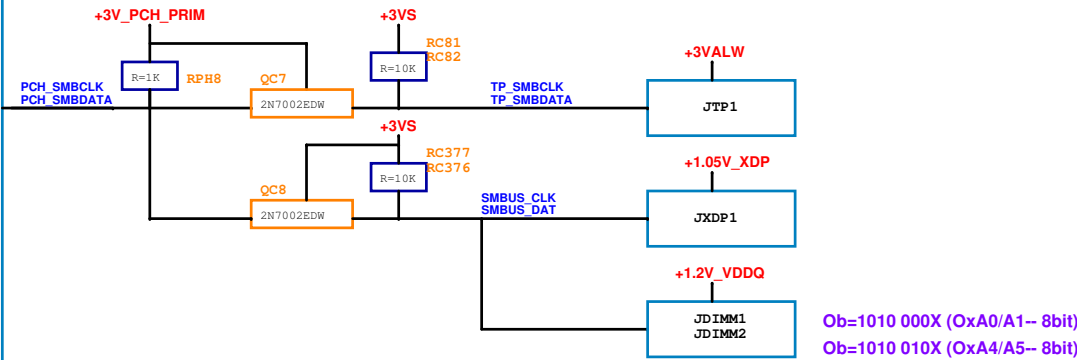 +3V_PCH_PRIM
+3VS
RC81
RC82
+3VALW
R=1K
RPH8
QC7
R=10K
PCH_SMBCLK
PCH_SMBDATA
2N7002EDW
TP_SMBCLK
TP_SMBDATA
JTP1
+3VS
RC377
RC376
+1.05V_XDP
QC8
R=10K
2N7002EDW
SMBUS_CLK
SMBUS_DAT
JXDP1
+1.2V_VDDQ
JDIMM1
JDIMM2
Ob=1010 000X (OxA0/A1-- 8bit)
Ob=1010 010X (OxA4/A5-- 8bit)